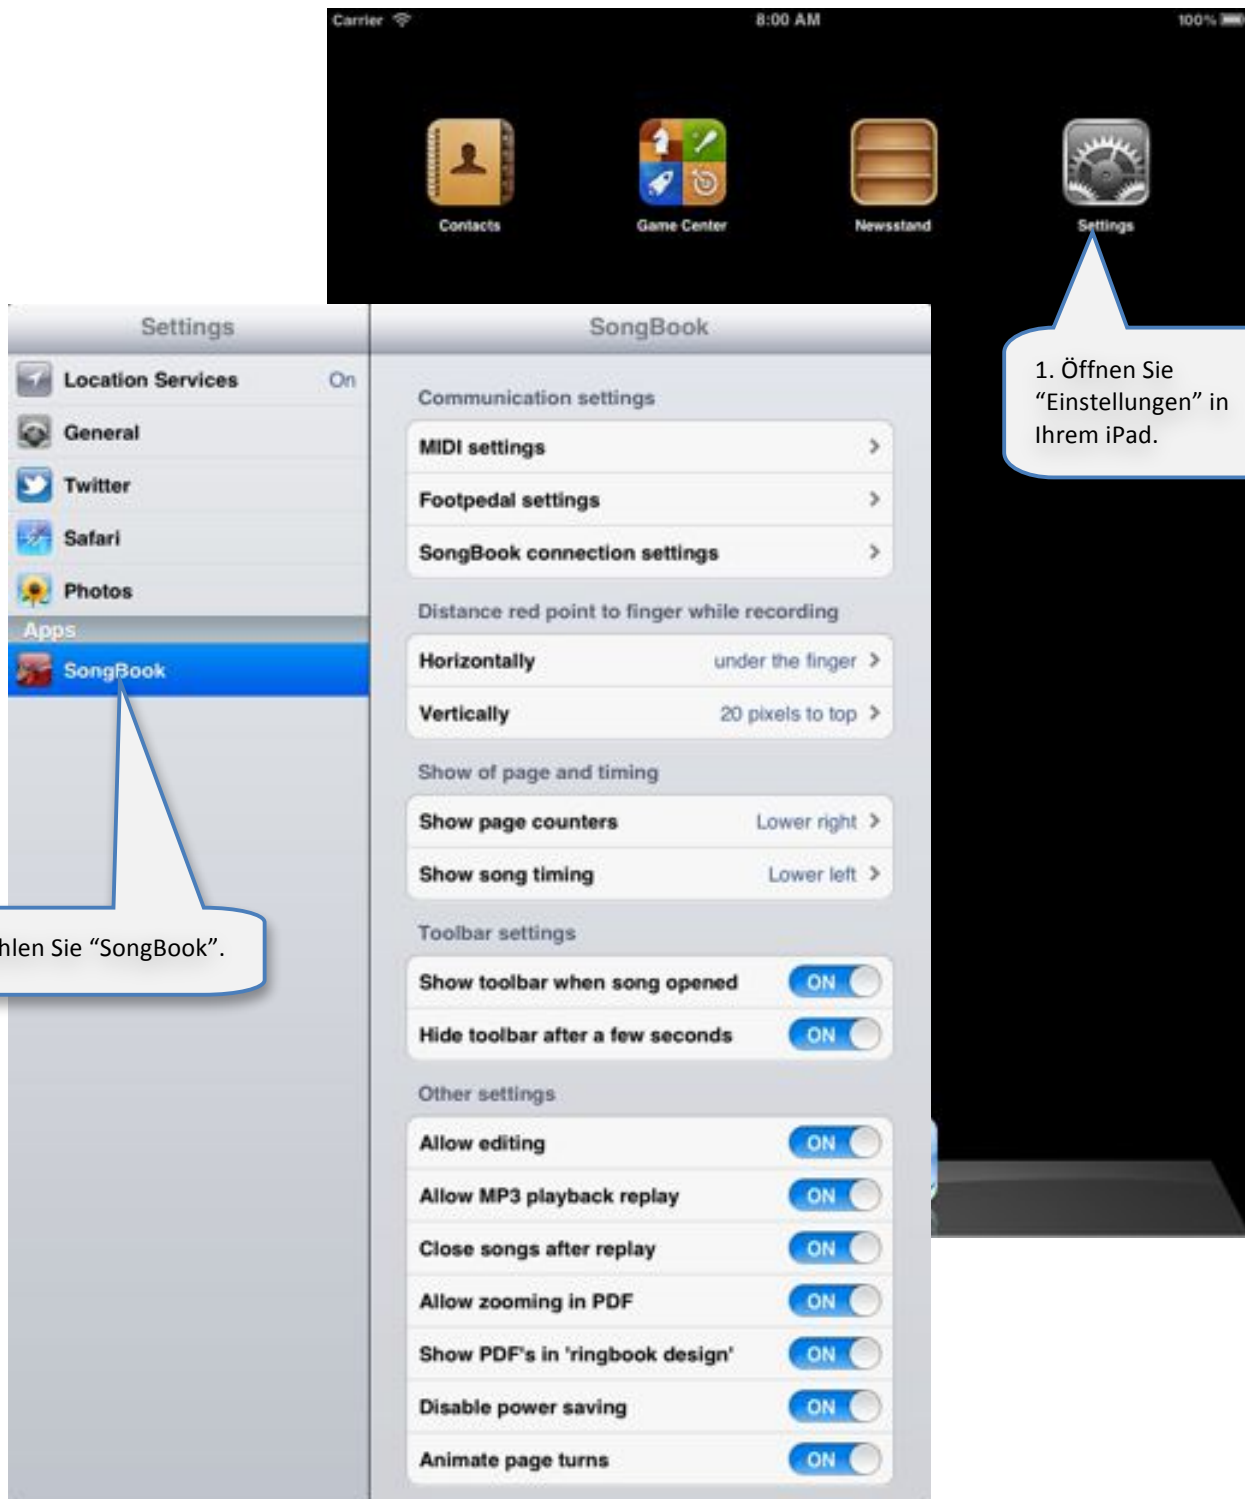 Carrier 8:00 AM 100%
Contacts Game Center Newsstand Settings
1. Öffnen Sie
“Einstellungen” in
Ihrem iPad.
Settings
Location Services On
General
Twitter
Safari
Photos
Apps
SongBook
hlen Sie “SongBook”.
SongBook
Communication settings
MIDI settings
Footpedal settings
SongBook connection settings
Distance red point to finger while recording
Horizontally under the finger
Vertically 20 pixels to top
Show of page and timing
Show page counters Lower right
Show song timing Lower left
Toolbar settings
Show toolbar when song opened ON
Hide toolbar after a few seconds ON
Other settings
Allow editing ON
Allow MP3 playback replay ON
Close songs after replay ON
Allow zooming in PDF ON
Show PDF's in 'ringbook design' ON
Disable power saving ON
Animate page turns ON